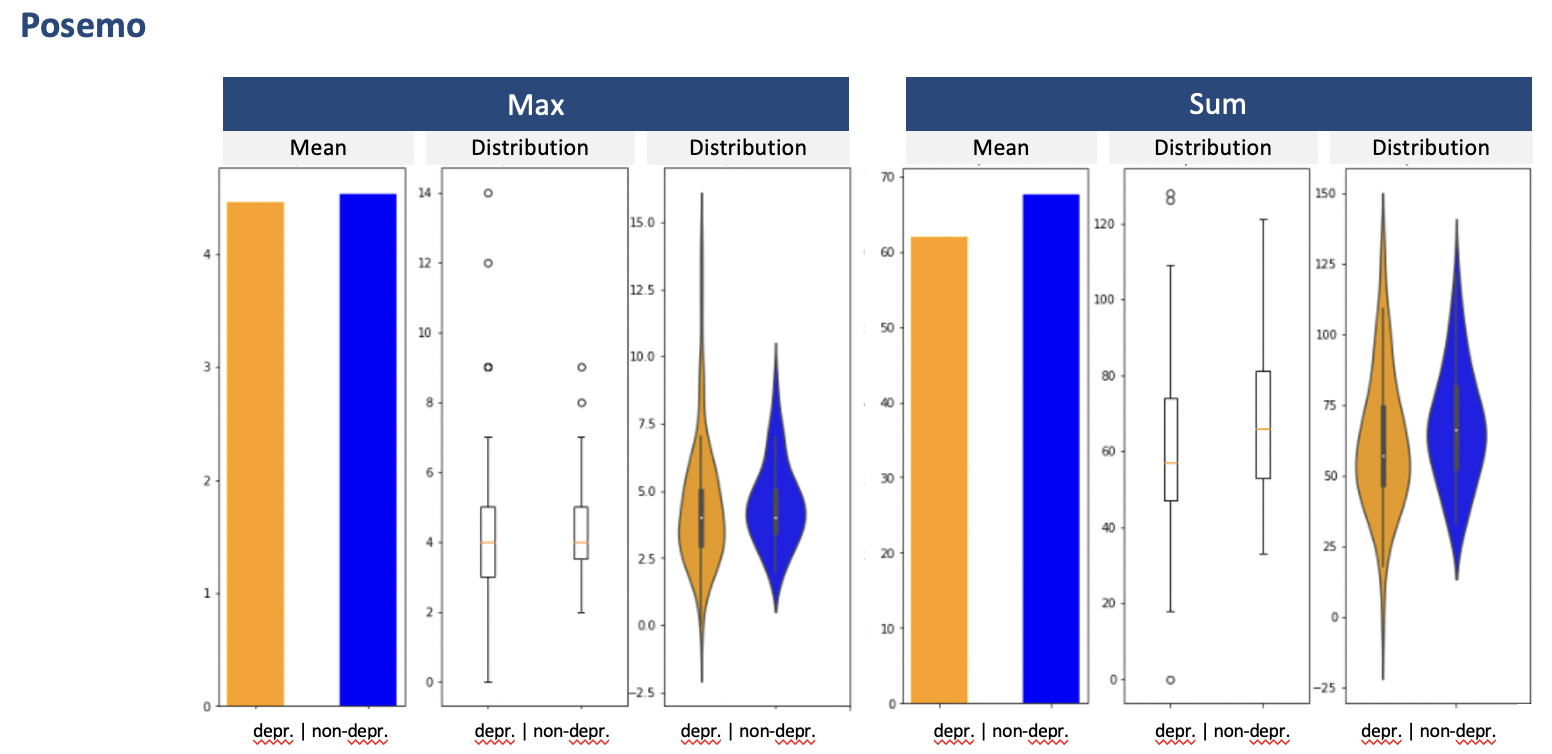 Posemo
Max
Sum
Mean
Distribution
Distribution
Mean
Distribution
Distribution
4
3
2
1
0
14
12
10
8
6
4
2
0
15.0
12.5
10.0
7.5
5.0
2.5
0.0
−2.5
70
60
50
40
30
20
10
0
120
100
80
60
40
20
0
150
125
100
75
50
25
0
−25
depr. | non-depr.
depr. | non-depr.
depr. | non-depr.
depr. | non-depr.
depr. | non-depr.
depr. | non-depr.